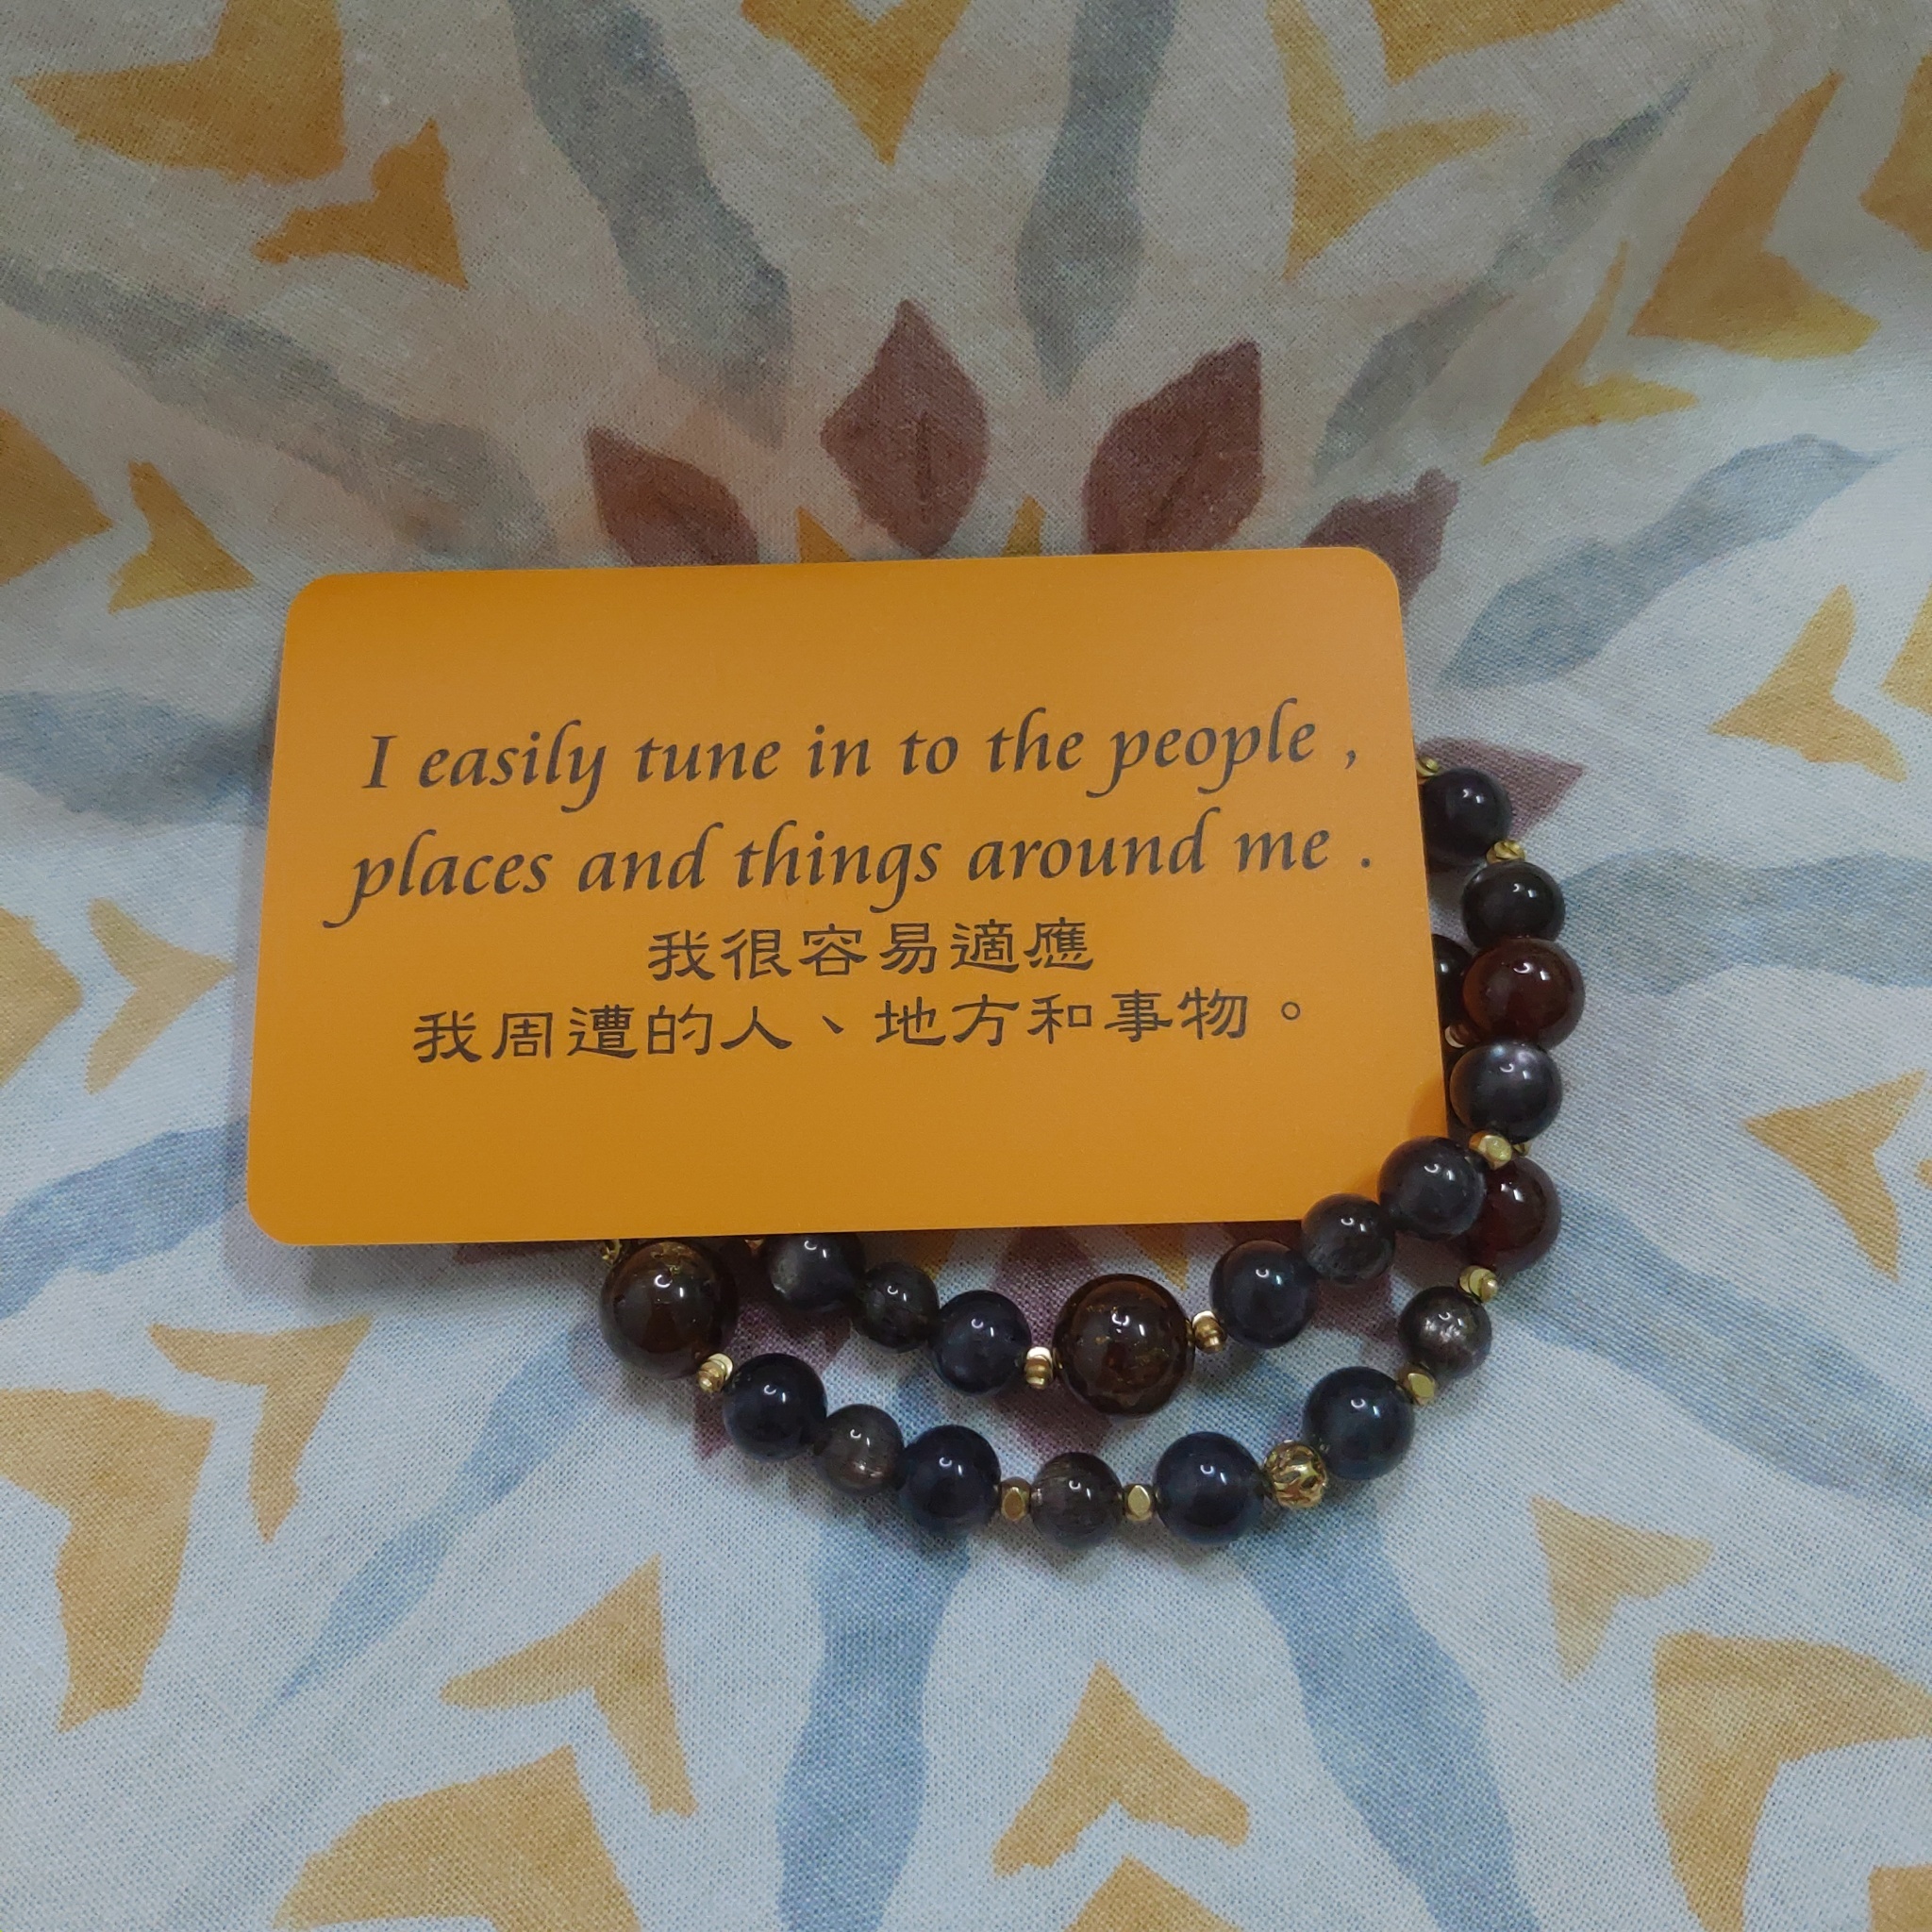 I easily tune in to the people ,
places and things around me .
我很容易適應
我周遭的人、地方和事物。